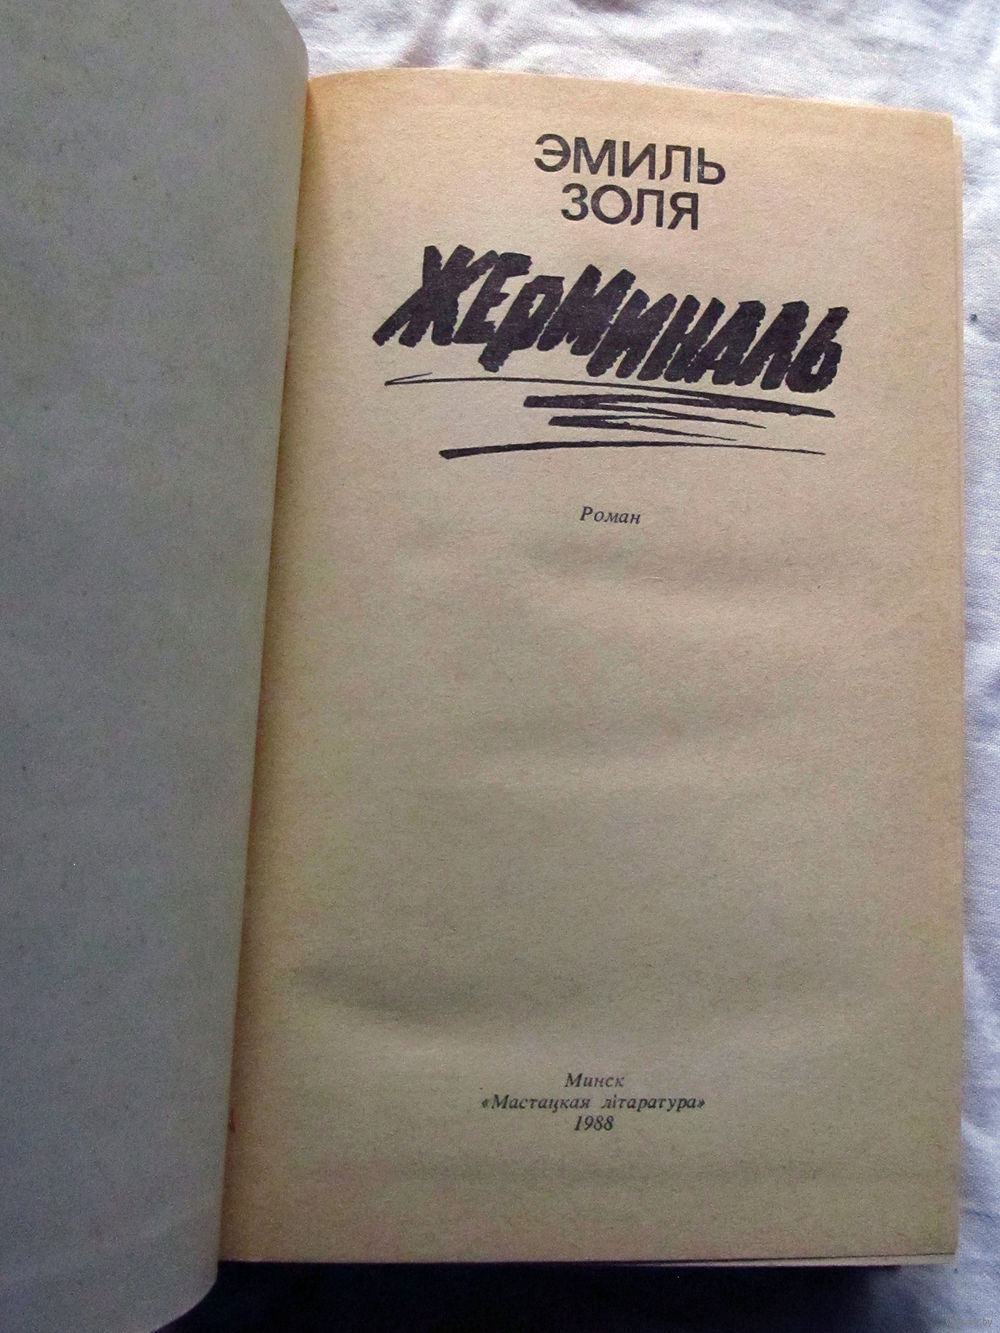 ЭМИЛЬ
ЗОЛЯ
ЖЕРМИНАЛЬ
Роман
Минск
«Мастацкая літаратура»
1988